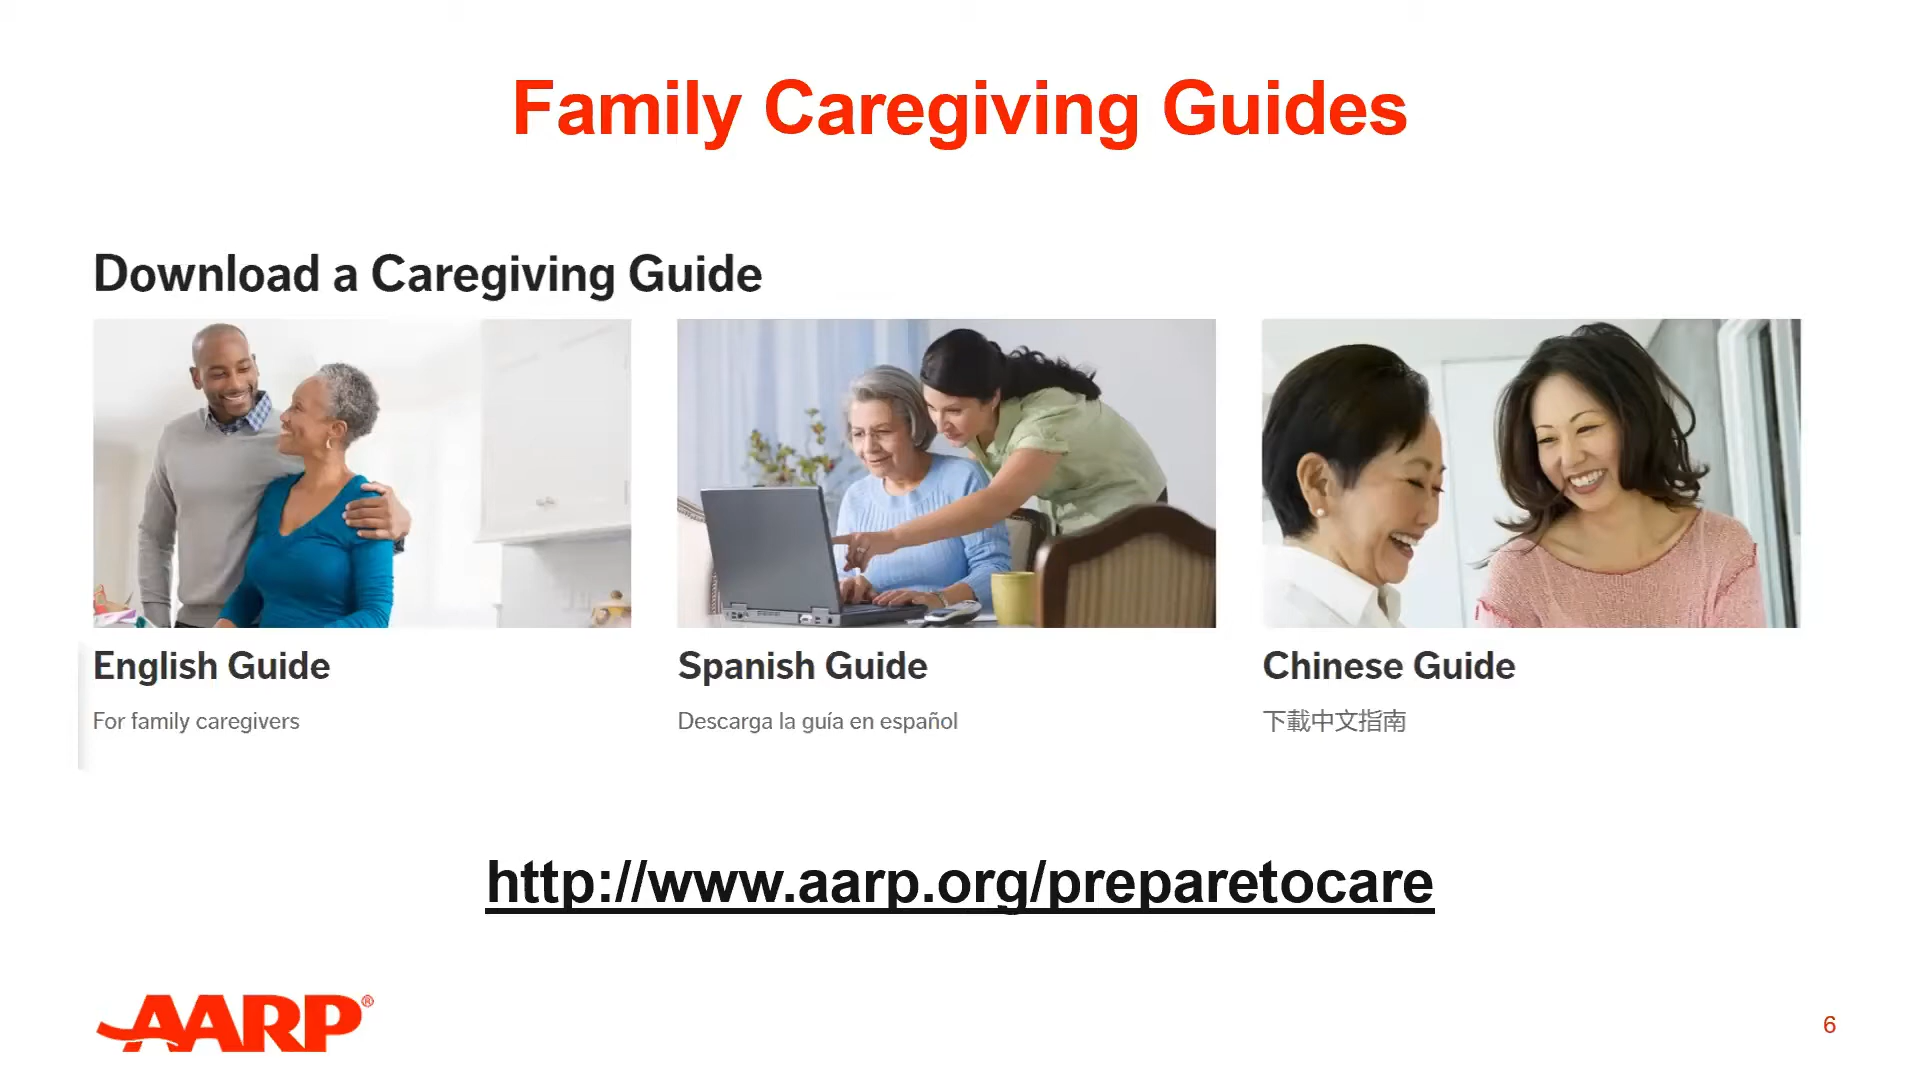 Family Caregiving Guides
Download a Caregiving Guide
English Guide
For family caregivers
Spanish Guide
Descarga la guía en español
Chinese Guide
下載中文指南
http://www.aarp.org/preparetocare
AARP®
6